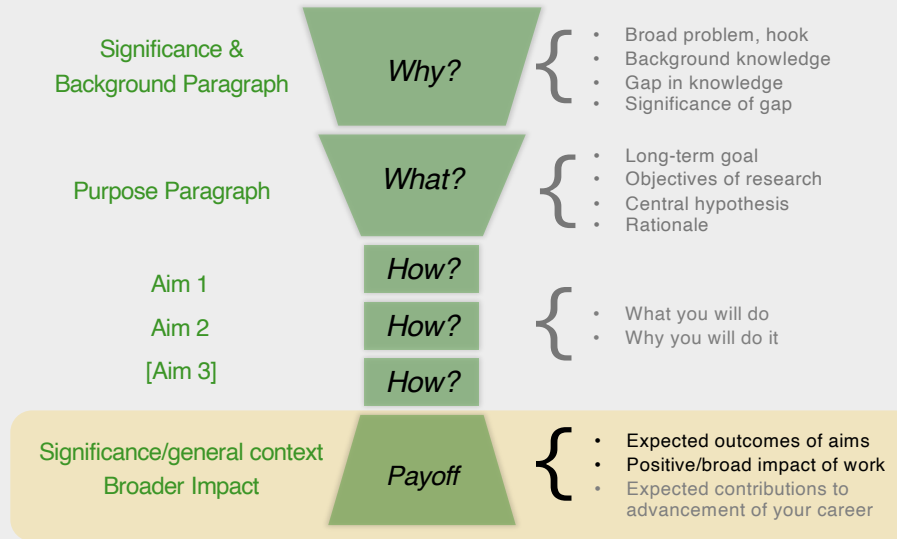 Significance &
Background Paragraph
Why?
• Broad problem, hook
• Background knowledge
• Gap in knowledge
• Significance of gap
Purpose Paragraph
What?
• Long-term goal
• Objectives of research
• Central hypothesis
• Rationale
Aim 1
Aim 2
[Aim 3]
How?
How?
How?
• What you will do
• Why you will do it
Significance/general context
Broader Impact
Payoff
• Expected outcomes of aims
• Positive/broad impact of work
• Expected contributions to
advancement of your career